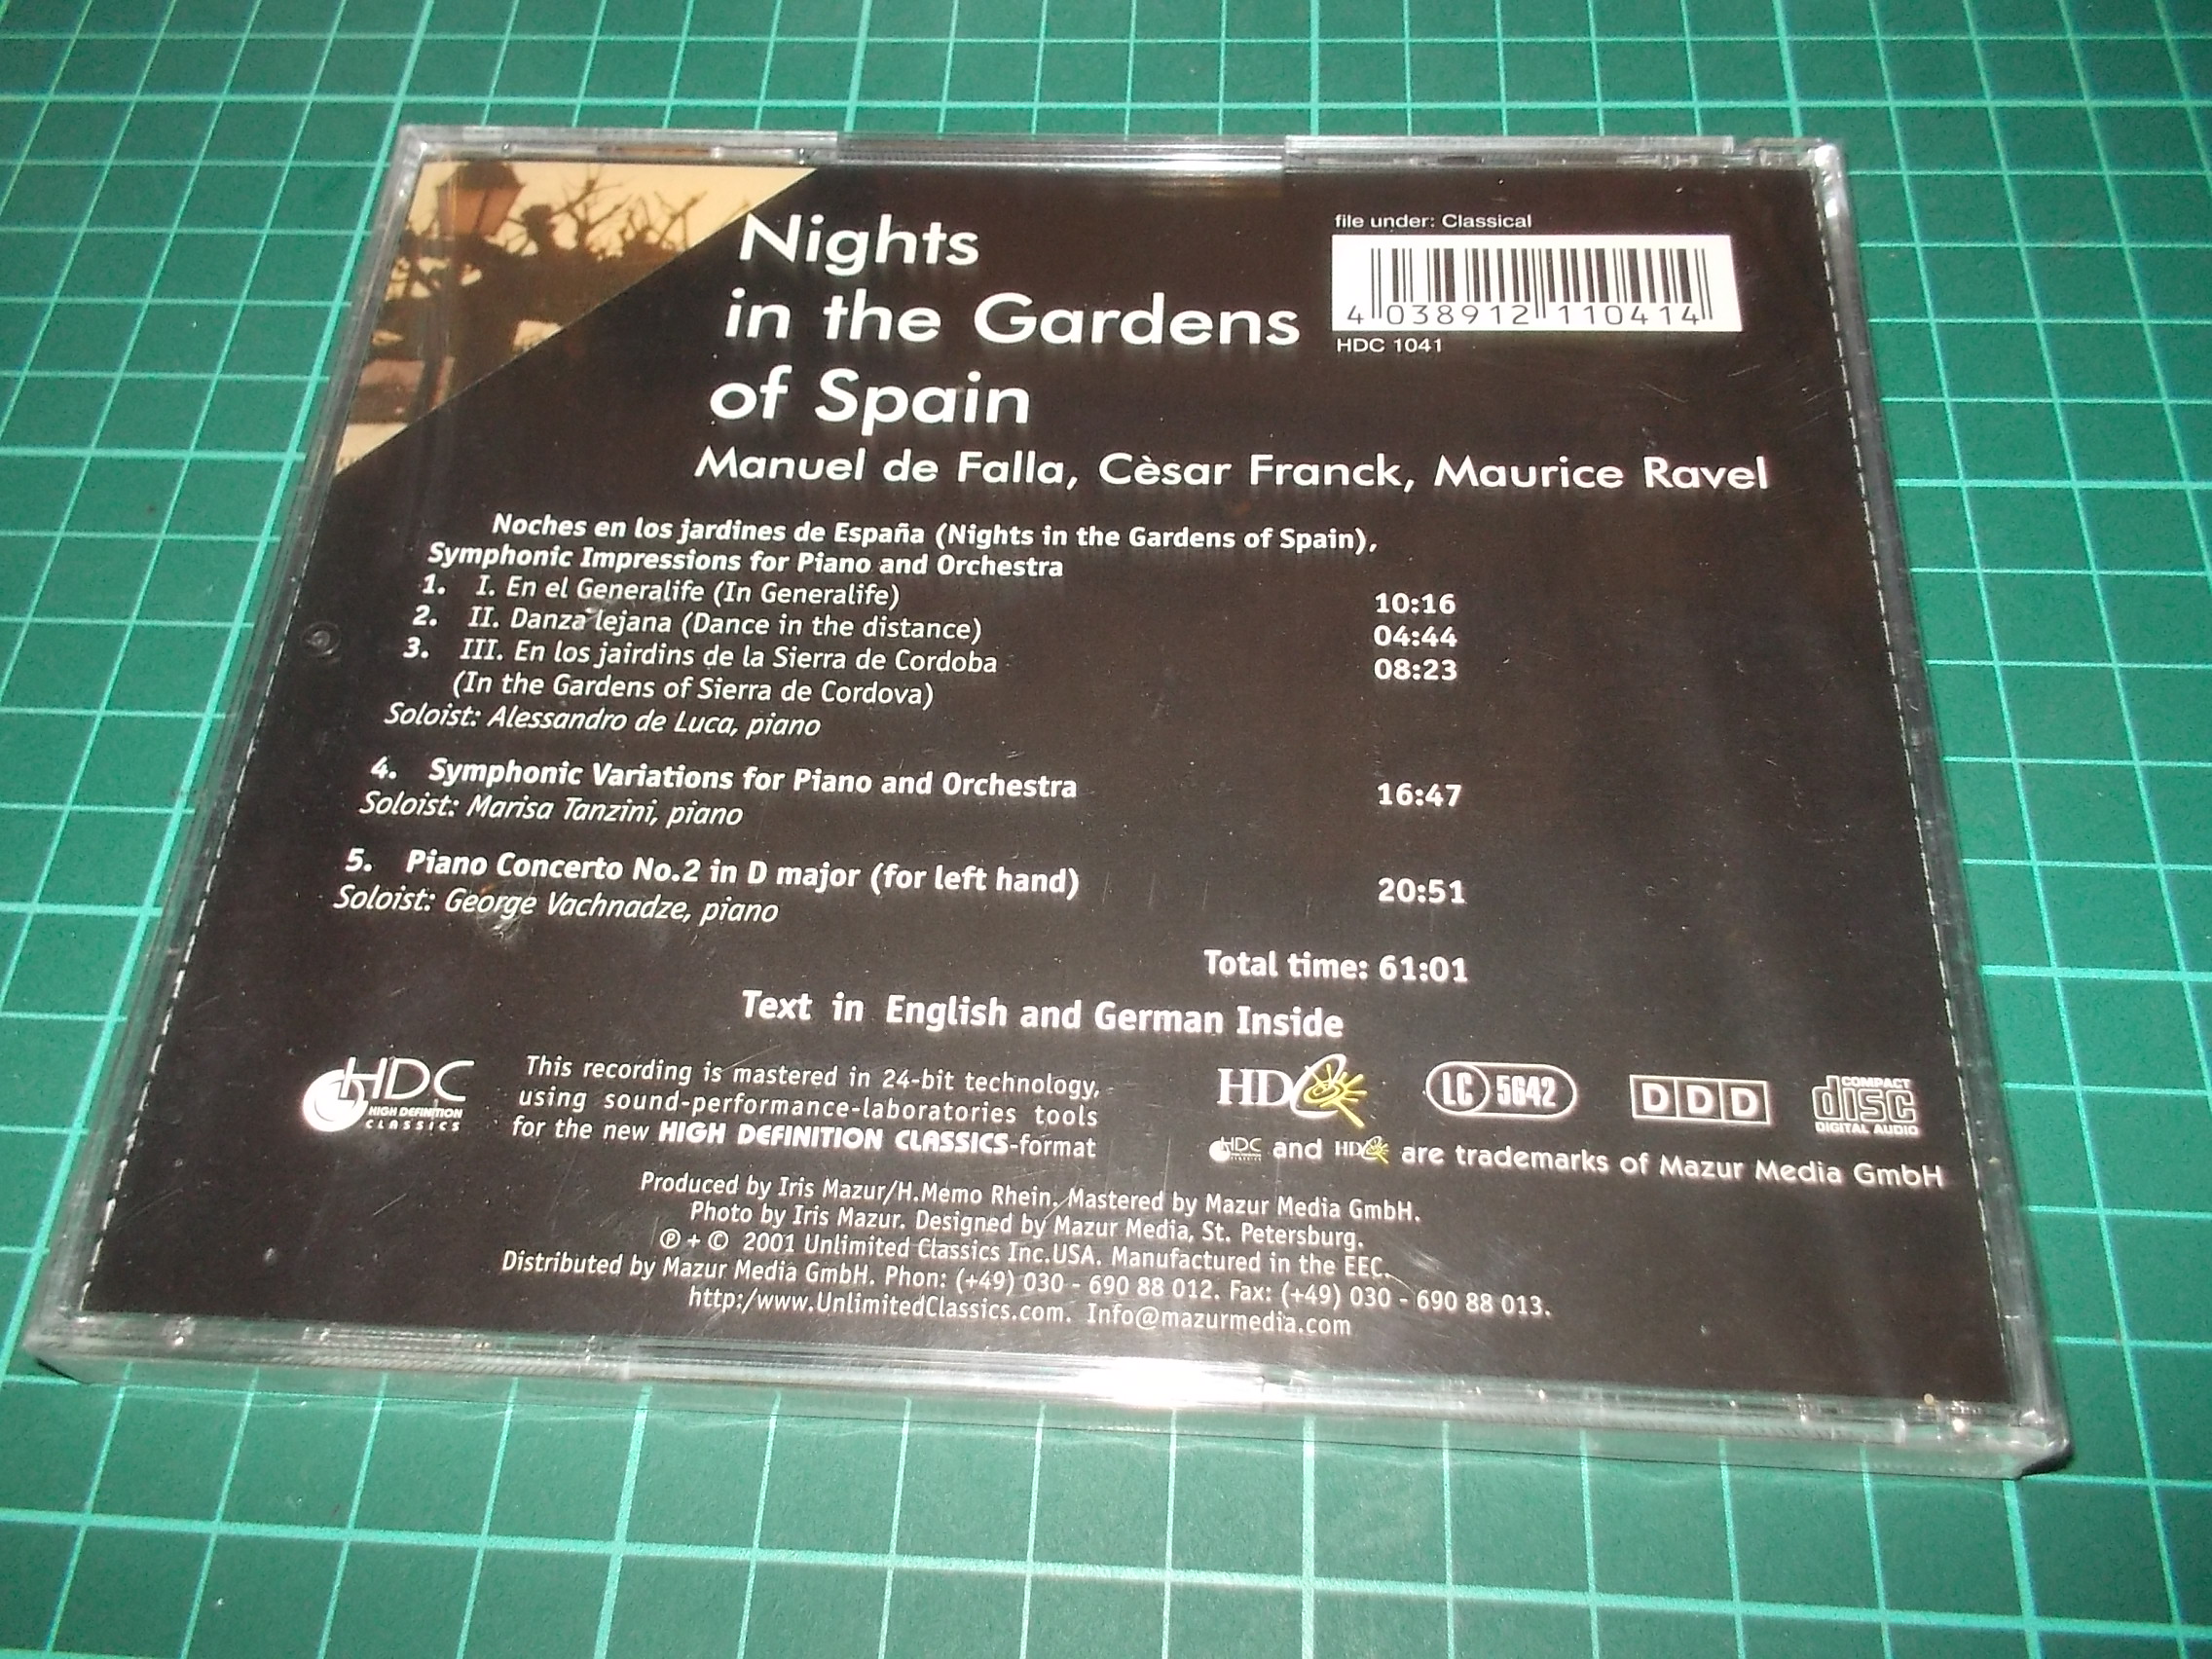 Nights
in the Gardens
of Spain
file under: Classical
4 038912 110414
HDC 1041
Manuel de Falla, Cèsar Franck, Maurice Ravel
Noches en los jardines de España (Nights in the Gardens of Spain),
Symphonic Impressions for Piano and Orchestra
1. I. En el Generalife (In Generalife) 10:16
2. II. Danza lejana (Dance in the distance) 04:44
3. III. En los jairdins de la Sierra de Cordoba 08:23
(In the Gardens of Sierra de Cordova)
Soloist: Alessandro de Luca, piano
4. Symphonic Variations for Piano and Orchestra 16:47
Soloist: Marisa Tanzini, piano
5. Piano Concerto No.2 in D major (for left hand) 20:51
Soloist: George Vachnadze, piano
Total time: 61:01
Text in English and German Inside
HDC
HIGH DEFINITION
CLASSICS
This recording is mastered in 24-bit technology,
using sound-performance-laboratories tools
for the new HIGH DEFINITION CLASSICS-format
HDC
LC 5642
DDD
COMPACT
disc
DIGITAL AUDIO
HDC and HDC are trademarks of Mazur Media GmbH
Produced by Iris Mazur/H.Memo Rhein. Mastered by Mazur Media GmbH.
Photo by Iris Mazur. Designed by Mazur Media, St. Petersburg.
℗ + © 2001 Unlimited Classics Inc.USA. Manufactured in the EEC.
Distributed by Mazur Media GmbH. Phon: (+49) 030 - 690 88 012. Fax: (+49) 030 - 690 88 013.
http:/www.UnlimitedClassics.com. Info@mazurmedia.com